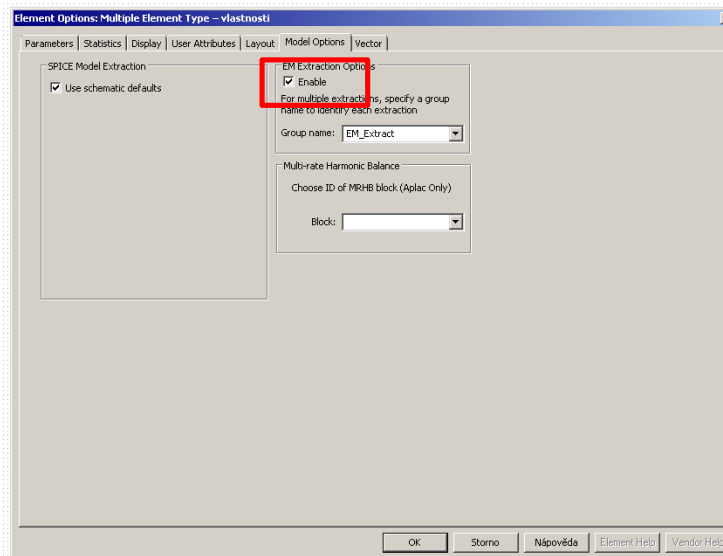 Element Options: Multiple Element Type – vlastnosti
Parameters Statistics Display User Attributes Layout Model Options Vector
SPICE Model Extraction
Use schematic defaults
EM Extraction Options
Enable
For multiple extractions, specify a group
name to identify each extraction
Group name: EM_Extract
Multi-rate Harmonic Balance
Choose ID of MRHB block (Aplac Only)
Block:
OK Storno Nápověda Element Help Vendor Help